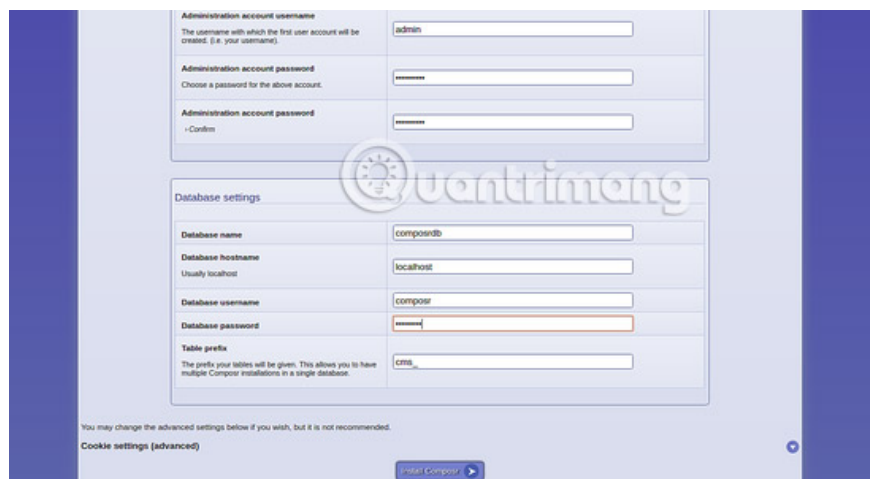 Administration account username
The username with which the first user account will be
created. (i.e. your username).
admin
Administration account password
Choose a password for the above account.
••••••••••
Administration account password
Confirm
••••••••••
Quantrimang
Database settings
Database name
composrdb
Database hostname
Usually localhost
localhost
Database username
composr
Database password
•••••••••
Table prefix
The prefix your tables will be given. This allows you to have
multiple Composr installations in a single database.
cms_
You may change the advanced settings below if you wish, but it is not recommended.
Cookie settings (advanced)
Install Composr